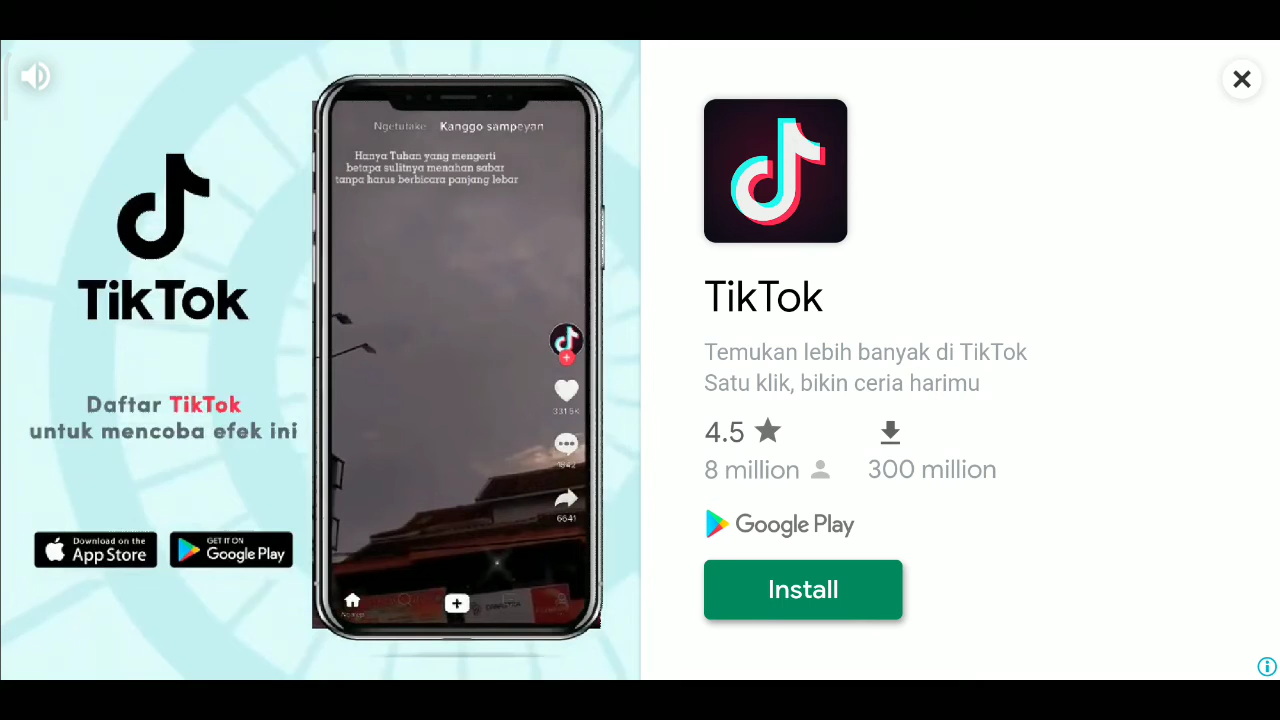 TikTok
Daftar TikTok
untuk mencoba efek ini
Download on the
App Store
GET IT ON
Google Play
Ngetutake Kanggo sampeyan
Hanya Tuhan yang mengerti
betapa sulitnya menahan sabar
tanpa harus berbicara panjang lebar
6641
TikTok
Temukan lebih banyak di TikTok
Satu klik, bikin ceria harimu
4.5
8 million 300 million
Google Play
Install